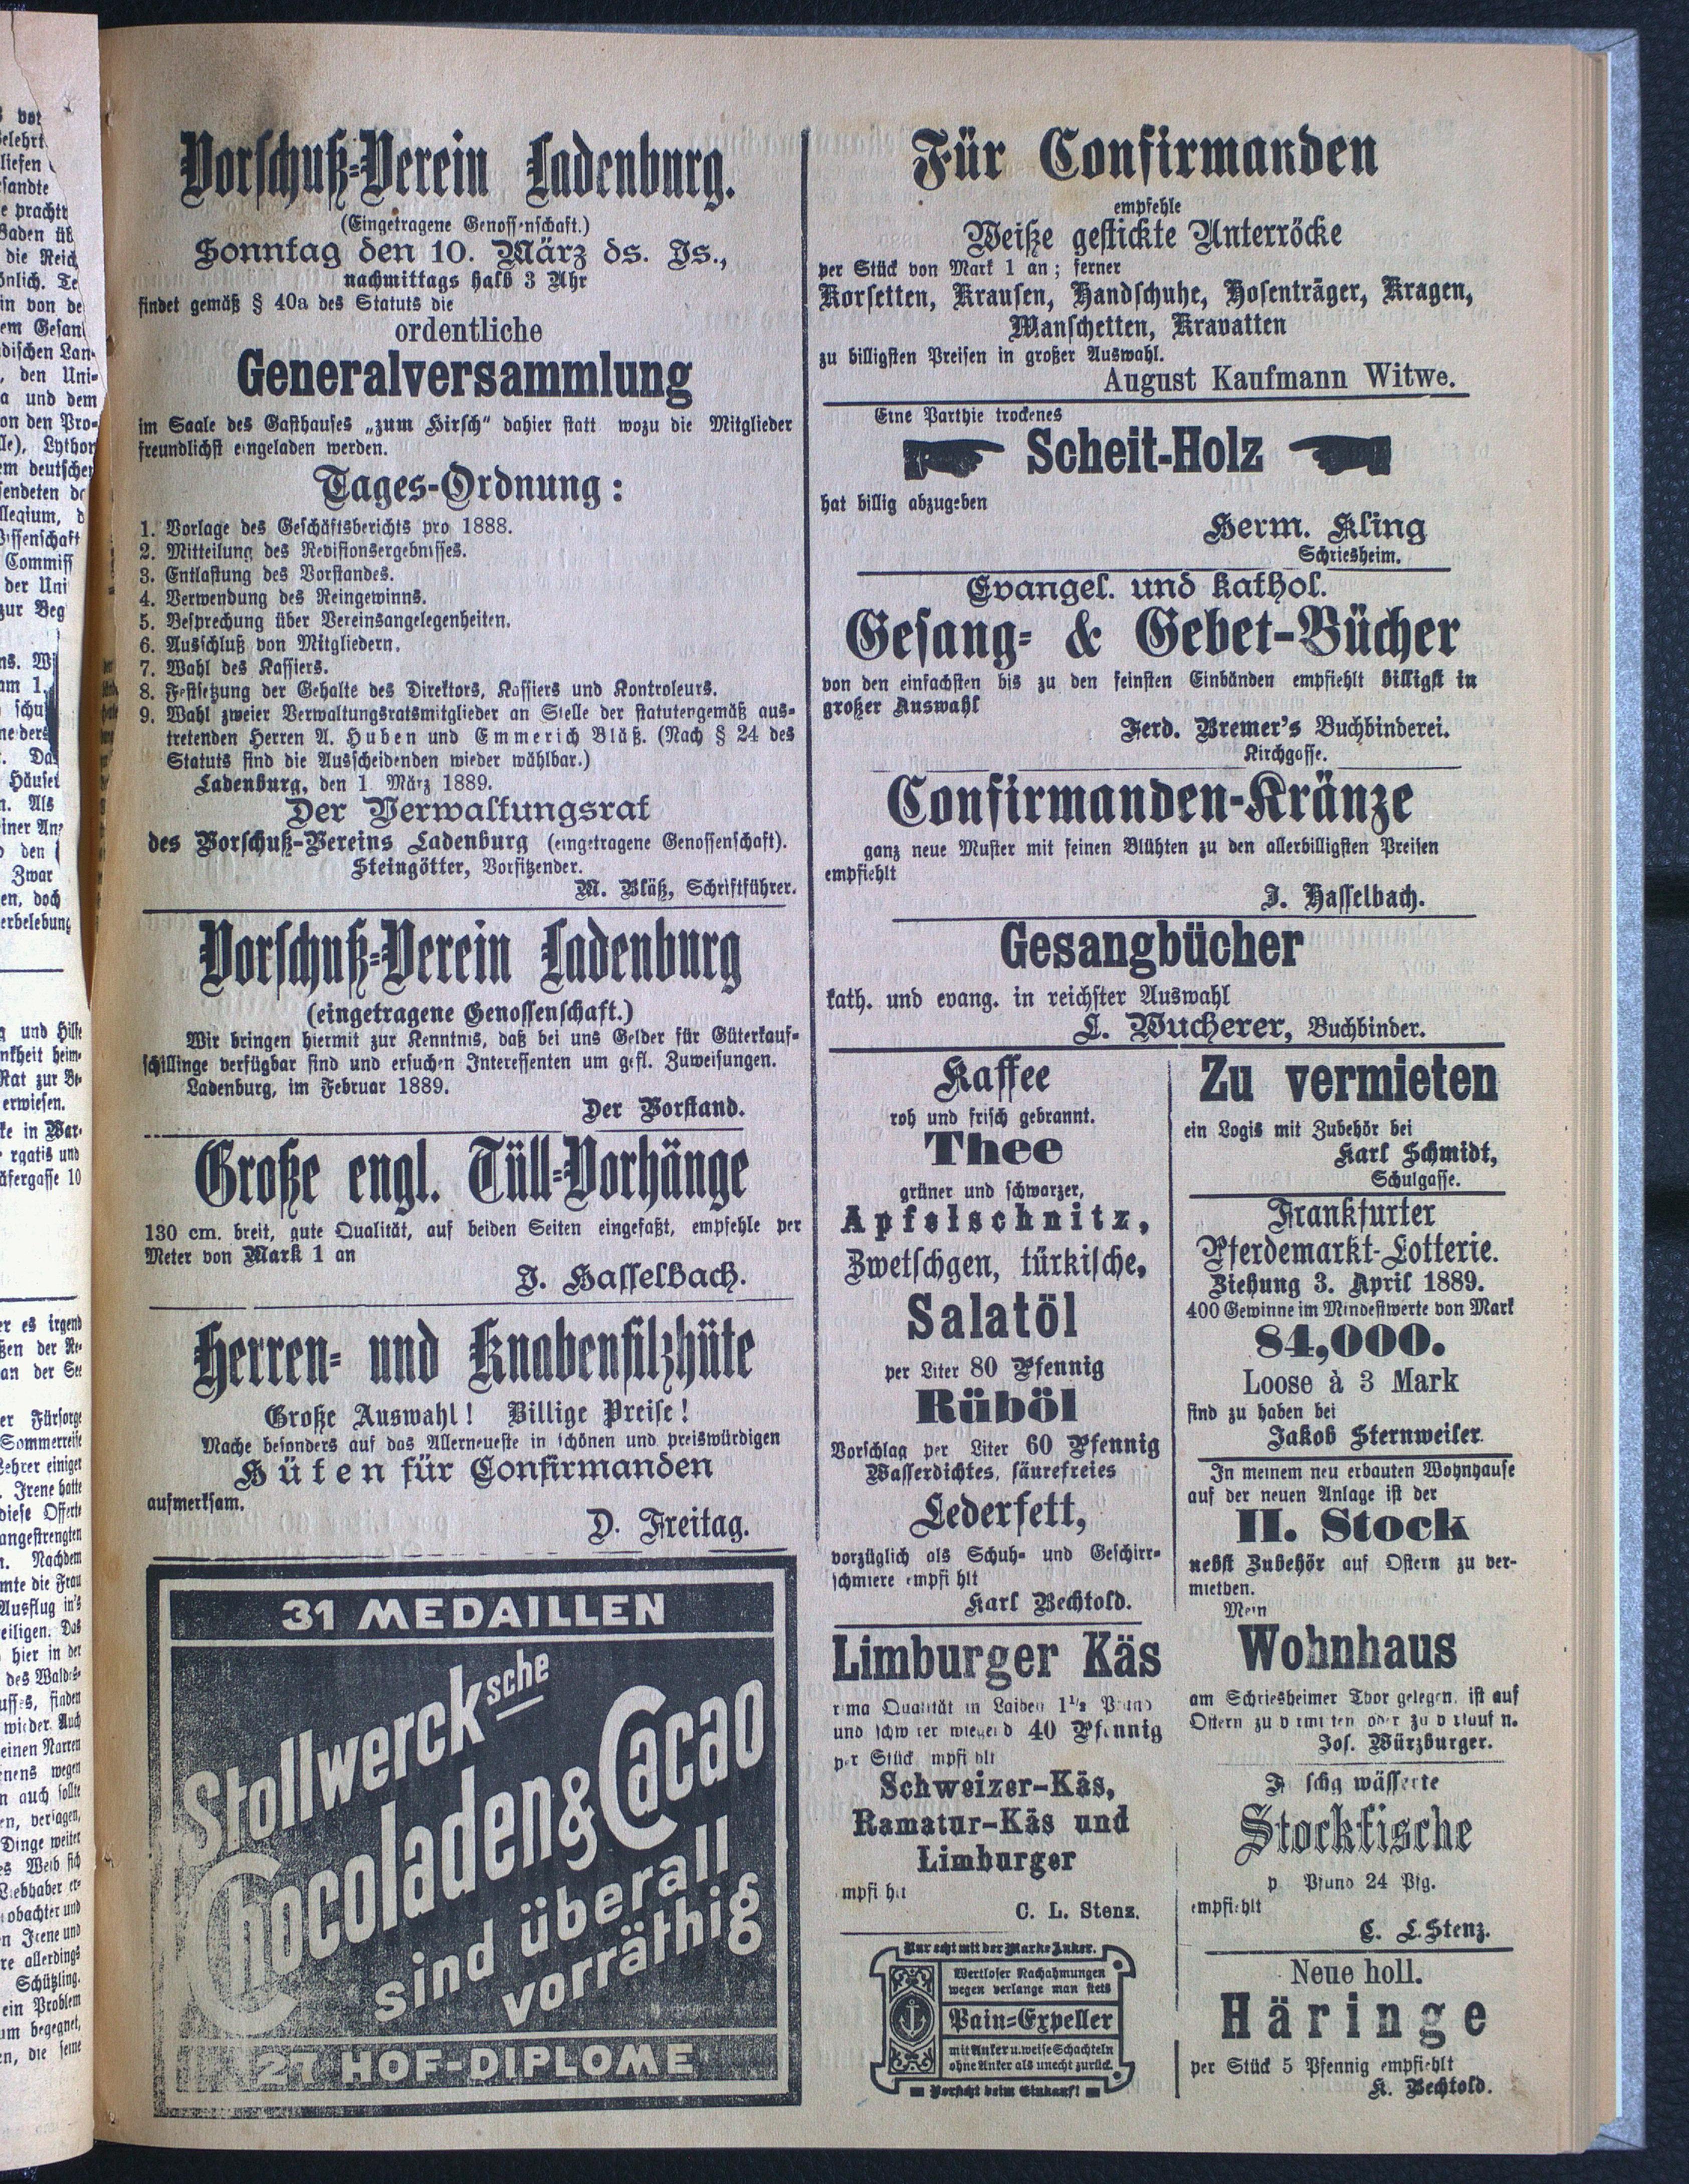 Vorschuß-Verein Ladenburg.
(Eingetragene Genossenschaft.)
Sonntag den 10. März ds. Js.,
nachmittags halb 3 Uhr
findet gemäß § 40a des Statuts die
ordentliche
Generalversammlung
im Saale des Gasthauses „zum Hirsch“ dahier statt wozu die Mitglieder
freundlichst eingeladen werden.
Tages-Ordnung:
1. Vorlage des Geschäftsberichts pro 1888.
2. Mitteilung des Revisionsergebnisses.
3. Entlastung des Vorstandes.
4. Verwendung des Reingewinns.
5. Besprechung über Vereinsangelegenheiten.
6. Ausschluß von Mitgliedern.
7. Wahl des Kassiers.
8. Festsetzung der Gehalte des Direktors, Kassiers und Kontroleurs.
9. Wahl zweier Verwaltungsratsmitglieder an Stelle der statutengemäß aus-
tretenden Herren A. Huben und Emmerich Bläß. (Nach § 24 des
Statuts sind die Ausscheidenden wieder wählbar.)
Ladenburg, den 1 März 1889.
Der Verwaltungsrat
des Vorschuß-Vereins Ladenburg (eingetragene Genossenschaft).
Steingötter, Vorsitzender.
M. Bläß, Schriftführer.
Vorschuß-Verein Ladenburg
(eingetragene Genossenschaft.)
Wir bringen hiermit zur Kenntnis, daß bei uns Gelder für Güterkauf-
schillinge verfügbar sind und ersuchen Interessenten um gefl. Zuweisungen.
Ladenburg, im Februar 1889.
Der Vorstand.
Große engl. Tüll-Vorhänge
130 cm. breit, gute Qualität, auf beiden Seiten eingefaßt, empfehle per
Meter von Mark 1 an
J. Hasselbach.
Herren- und Knabenfilzhüte
Große Auswahl! Billige Preise!
Mache besonders auf das Allerneueste in schönen und preiswürdigen
Hüten für Confirmanden
aufmerksam.
D. Freitag.
31 MEDAILLEN
Stollwerck'sche
Chocoladen & Cacao
sind überall
vorräthig
27 HOF-DIPLOME
Für Confirmanden
empfehle
Weiße gestickte Unterröcke
per Stück von Mark 1 an; ferner
Korsetten, Krausen, Handschuhe, Hosenträger, Kragen,
Manschetten, Kravatten
zu billigsten Preisen in großer Auswahl.
August Kaufmann Witwe.
Eine Parthie trockenes
Scheit-Holz
hat billig abzugeben
Herm. Kling
Schriesheim.
Evangel. und kathol.
Gesang- & Gebet-Bücher
von den einfachsten bis zu den feinsten Einbänden empfiehlt billigst in
großer Auswahl
Ferd. Bremer's Buchbinderei.
Kirchgasse.
Confirmanden-Kränze
ganz neue Muster mit feinen Blühten zu den allerbilligsten Preisen
empfiehlt
J. Hasselbach.
Gesangbücher
kath. und evang. in reichster Auswahl
L. Wucherer, Buchbinder.
Kaffee
roh und frisch gebrannt.
Thee
grüner und schwarzer,
Apfelschnitz,
Zwetschgen, türkische,
Salatöl
per Liter 80 Pfennig
Rüböl
Vorschlag per Liter 60 Pfennig
Wasserdichtes, säurefreies
Lederfett,
vorzüglich als Schuh- und Geschirr-
schmiere empfi hlt
Karl Bechtold.
Limburger Käs
Qualität in Laiben 1½
und 40 Pfennig
Stück
Schweizer-Käs,
Ramatur-Käs und
Limburger
C. L. Stenz.
Nur echt mit der Marke Anker.
Wertloser Nachahmungen
wegen verlange man stets
Pain-Expeller
mit Anker u. weise Schachteln
ohne Anker als unecht zurück.
Vorsicht beim Einkauf!
Zu vermieten
ein Logis mit Zubehör bei
Karl Schmidt,
Schulgasse.
Frankfurter
Pferdemarkt-Lotterie.
Ziehung 3. April 1889.
400 Gewinne im Mindestwerte von Mark
84,000.
Loose à 3 Mark
sind zu haben bei
Jakob Sternweiler.
In meinem neu erbauten Wohnhause
auf der neuen Anlage ist der
II. Stock
nebst Zubehör auf Ostern zu ver-
miethen.
Mein
Wohnhaus
am Schriesheimer Thor gelegen, ist auf
Ostern zu oder zu
Jos. Würzburger.
wässerte
Stockfische
p Pfund 24 Pfg.
empfiehlt
C. L. Stenz.
Neue holl.
Häringe
per Stück 5 Pfennig empfiehlt
K. Bechtold.